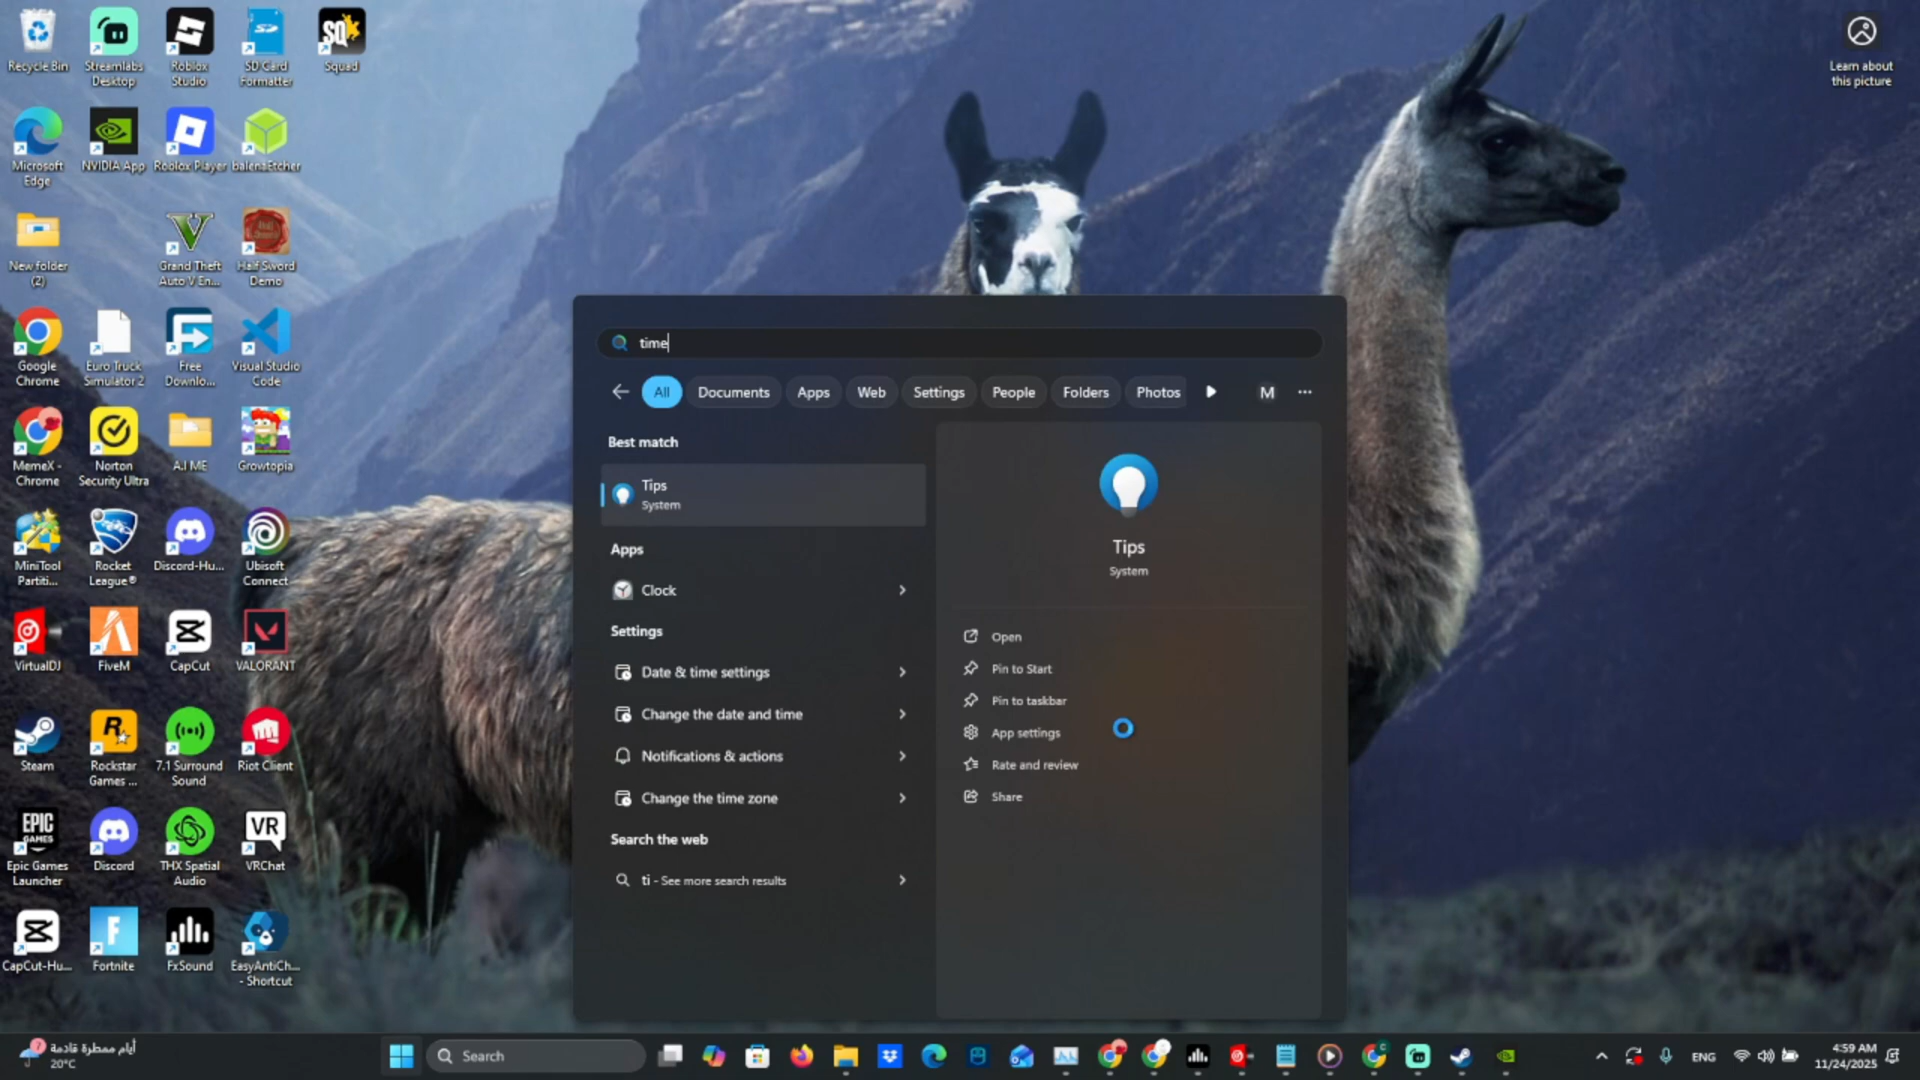 Recycle Bin
Streamlabs
Desktop
Roblox
Studio
SD Card
Formatter
SQ
Squad
Learn about
this picture
Microsoft
Edge
NVIDIA App
Roblox Player
balenaEtcher
New folder
(2)
Grand Theft
Auto V En...
Half Sword
Demo
Google
Chrome
Euro Truck
Simulator 2
Free
Downlo...
Visual Studio
Code
MemeX -
Chrome
Norton
Security Ultra
A.I ME
Growtopia
MiniTool
Partiti...
Rocket
League®
Discord-Hu...
Ubisoft
Connect
VirtualDJ
FiveM
CapCut
VALORANT
Steam
Rockstar
Games ...
7.1 Surround
Sound
Riot Client
EPIC
GAMES
Epic Games
Launcher
Discord
THX Spatial
Audio
VR
VRChat
CapCut-Hu...
Fortnite
FxSound
EasyAntiCh...
- Shortcut
time
All
Documents
Apps
Web
Settings
People
Folders
Photos
M
Best match
Tips
System
Apps
Clock
Settings
Date & time settings
Change the date and time
Notifications & actions
Change the time zone
Search the web
ti - See more search results
Tips
System
Open
Pin to Start
Pin to taskbar
App settings
Rate and review
Share
7
أيام ممطرة قادمة
20°C
Search
ENG
4:59 AM
11/24/2025